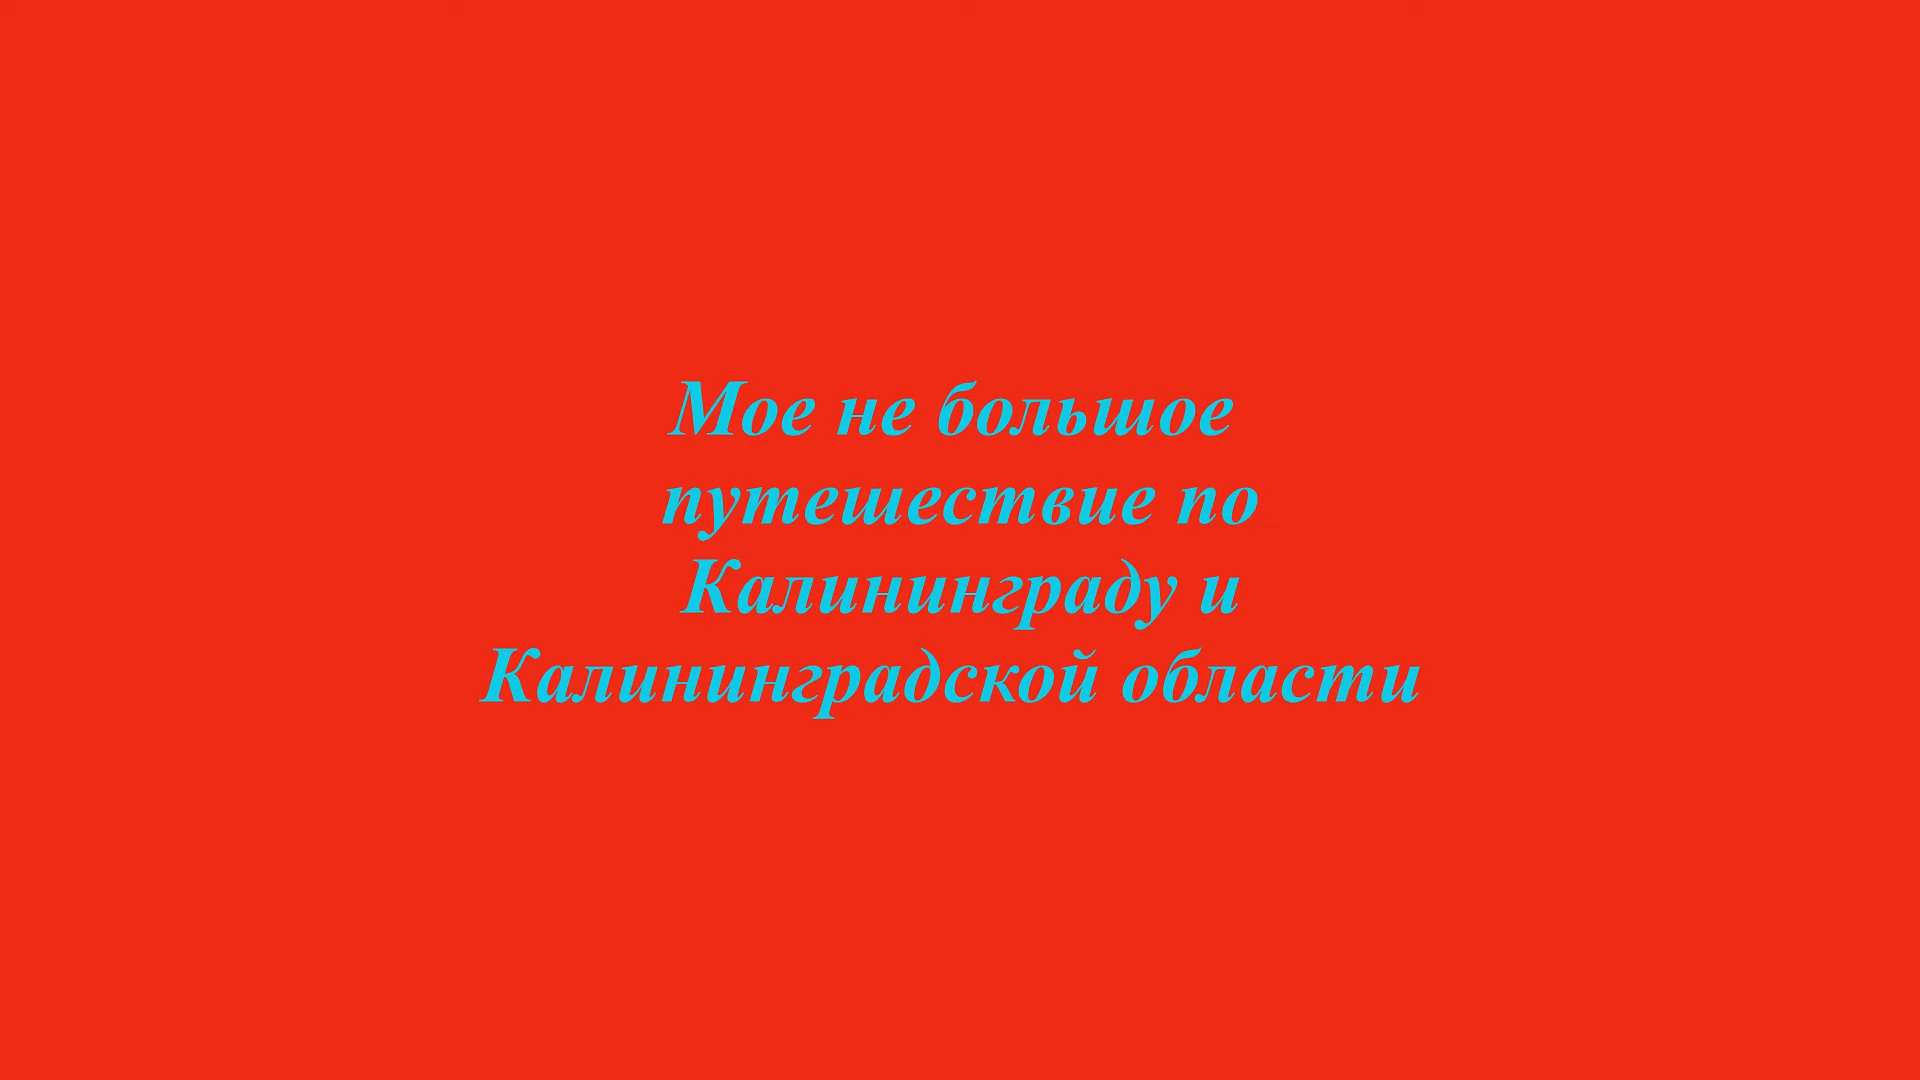 Мое не большое
путешествие по
Калининграду и
Калининградской области